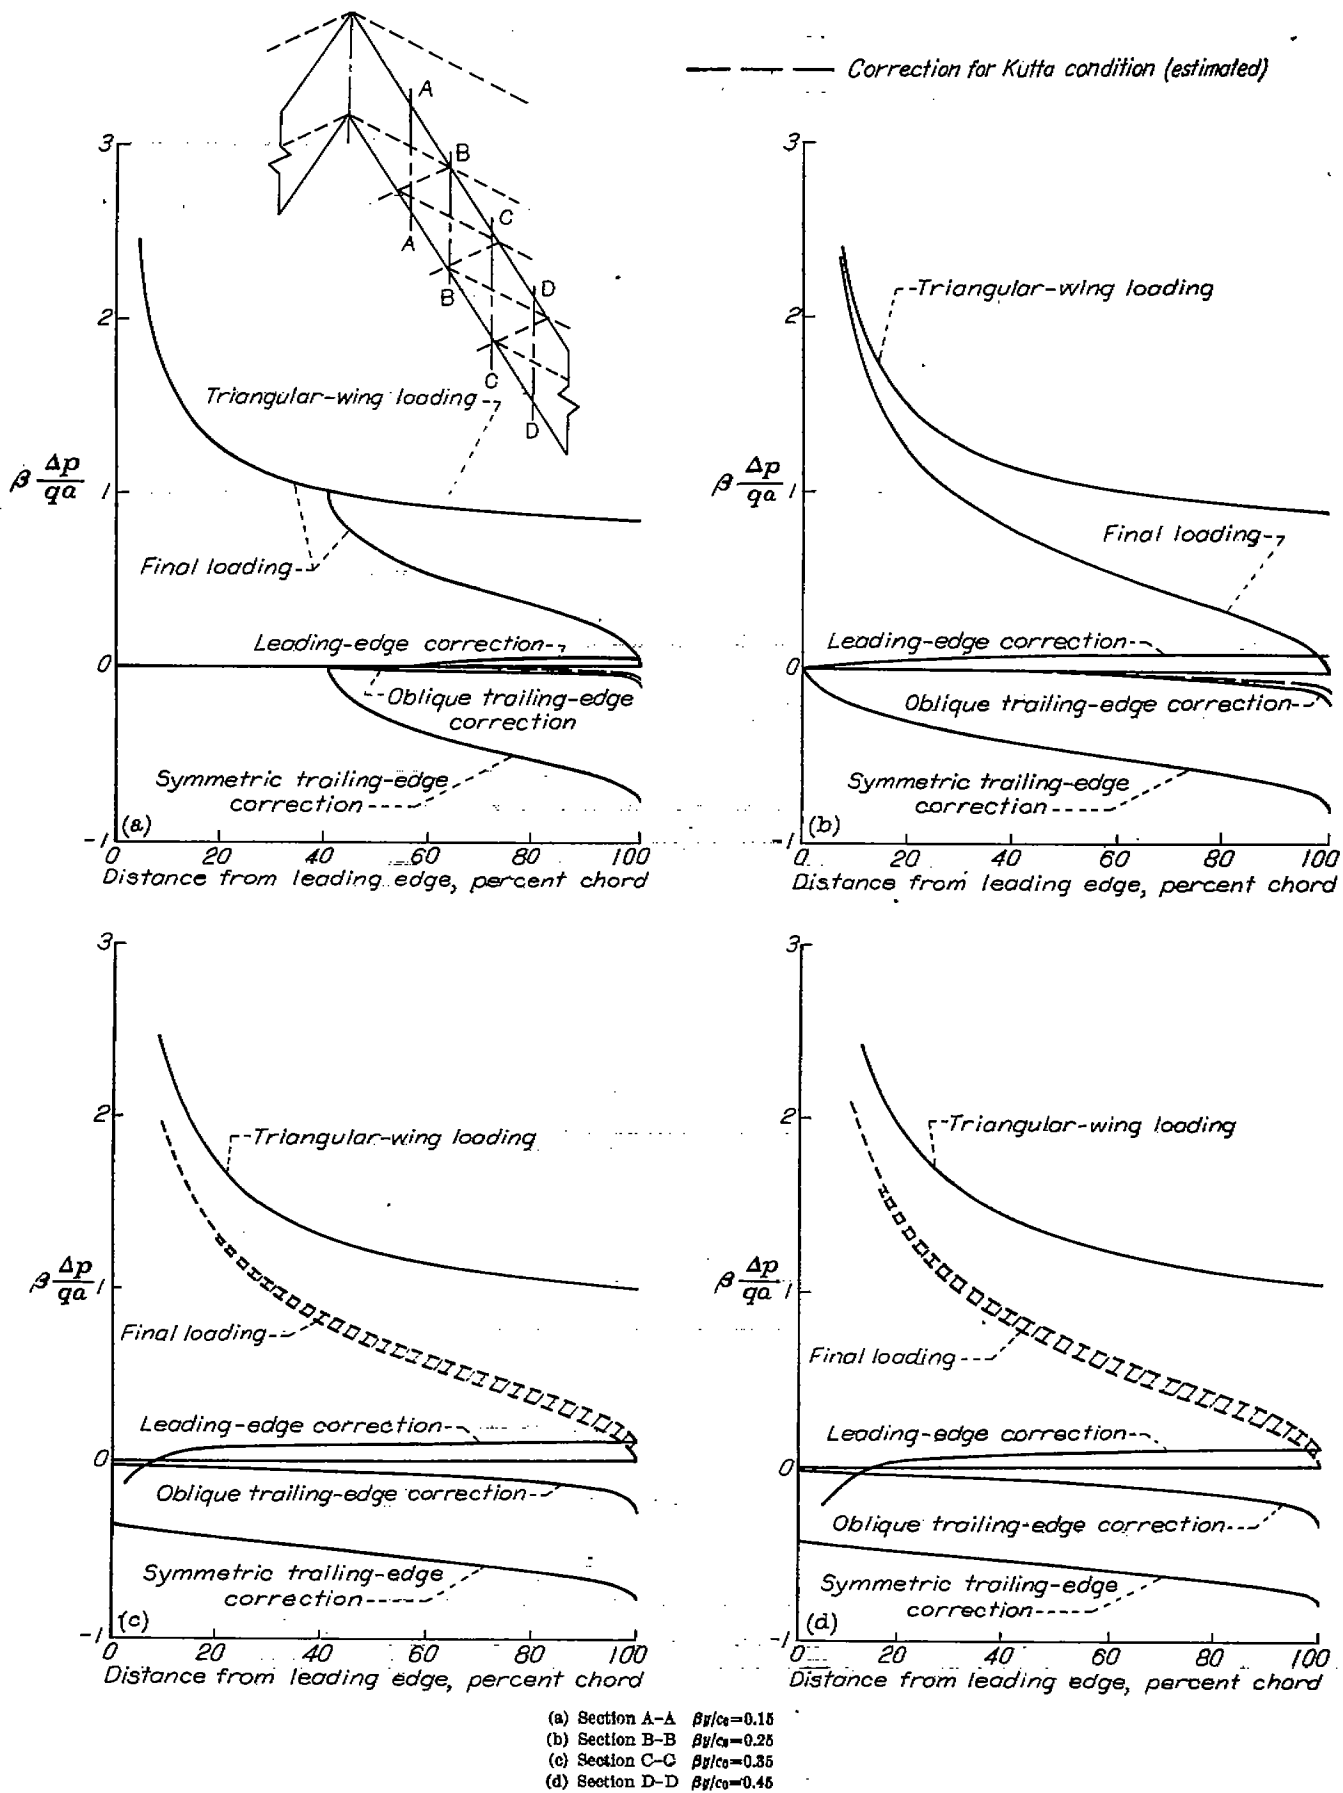 Correction for Kutta condition (estimated)
A
B
C
D
A
B
C
D
3
2
1
0
-1
β Δp/qα
Triangular-wing loading
Final loading
Leading-edge correction
Oblique trailing-edge
correction
Symmetric trailing-edge
correction
(a)
0 20 40 60 80 100
Distance from leading edge, percent chord
3
2
1
0
-1
β Δp/qα
Triangular-wing loading
Final loading
Leading-edge correction
Oblique trailing-edge correction
Symmetric trailing-edge
correction
(b)
0 20 40 60 80 100
Distance from leading edge, percent chord
3
2
1
0
-1
β Δp/qα
Triangular-wing loading
Final loading
Leading-edge correction
Oblique trailing-edge correction
Symmetric trailing-edge
correction
(c)
0 20 40 60 80 100
Distance from leading edge, percent chord
3
2
1
0
-1
β Δp/qα
Triangular-wing loading
Final loading
Leading-edge correction
Oblique trailing-edge correction
Symmetric trailing-edge
correction
(d)
0 20 40 60 80 100
Distance from leading edge, percent chord
(a) Section A-A βy/c₀=0.15
(b) Section B-B βy/c₀=0.25
(c) Section C-C βy/c₀=0.35
(d) Section D-D βy/c₀=0.45